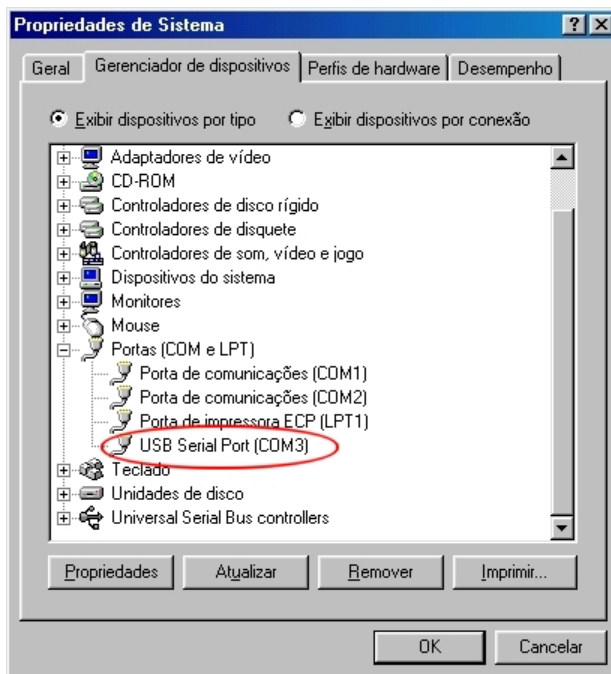 Propriedades de Sistema
Geral Gerenciador de dispositivos Perfis de hardware Desempenho
Exibir dispositivos por tipo Exibir dispositivos por conexão
Adaptadores de vídeo
CD-ROM
Controladores de disco rígido
Controladores de disquete
Controladores de som, vídeo e jogo
Dispositivos do sistema
Monitores
Mouse
Portas (COM e LPT)
Porta de comunicações (COM1)
Porta de comunicações (COM2)
Porta de impressora ECP (LPT1)
USB Serial Port (COM3)
Teclado
Unidades de disco
Universal Serial Bus controllers
Propriedades Atualizar Remover Imprimir...
OK Cancelar